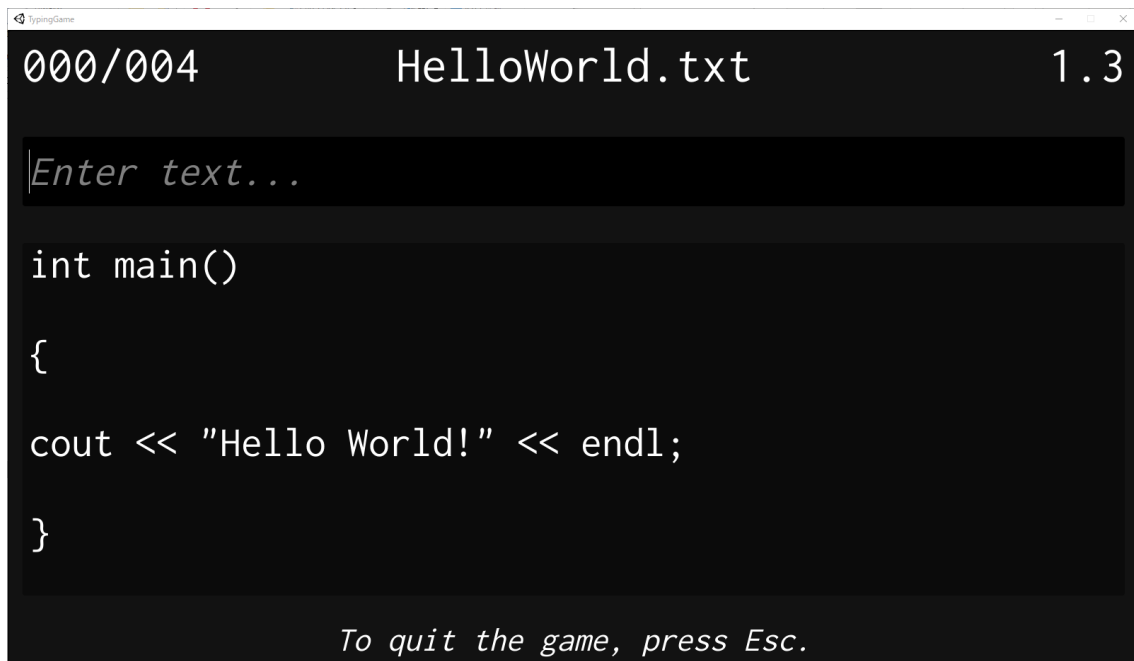 TypingGame
000/004 HelloWorld.txt 1.3
Enter text...
int main()
{
cout << "Hello World!" << endl;
}
To quit the game, press Esc.